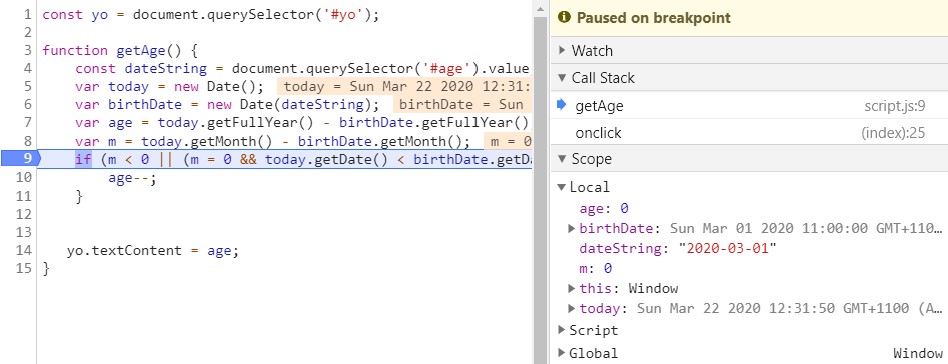 1 const yo = document.querySelector('#yo');
2
3 function getAge() {
4 const dateString = document.querySelector('#age').value
5 var today = new Date(); today = Sun Mar 22 2020 12:31:
6 var birthDate = new Date(dateString); birthDate = Sun
7 var age = today.getFullYear() - birthDate.getFullYear()
8 var m = today.getMonth() - birthDate.getMonth(); m = 0
9 if (m < 0 || (m = 0 && today.getDate() < birthDate.getDa
10 age--;
11 }
12
13
14 yo.textContent = age;
15 }
Paused on breakpoint
Watch
Call Stack
getAge script.js:9
onclick (index):25
Scope
Local
age: 0
birthDate: Sun Mar 01 2020 11:00:00 GMT+110…
dateString: "2020-03-01"
m: 0
this: Window
today: Sun Mar 22 2020 12:31:50 GMT+1100 (A…
Script
Global Window